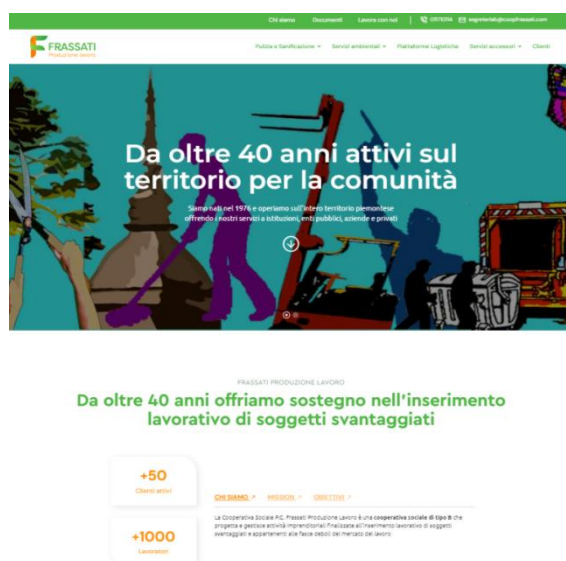 Chi siamo Documenti Lavora con noi segreterialab@coopfrassati.com
FRASSATI
Produzione lavoro
Pulizia e Sanificazione Servizi ambientali Piattaforme Logistiche Servizi accessori Clienti
Da oltre 40 anni attivi sul
territorio per la comunità
Siamo nati nel 1976 e operiamo sull'intero territorio piemontese
offrendo i nostri servizi a istituzioni, enti pubblici, aziende e privati
FRASSATI PRODUZIONE LAVORO
Da oltre 40 anni offriamo sostegno nell'inserimento
lavorativo di soggetti svantaggiati
+50
Clienti attivi
CHI SIAMO MISSION OBIETTIVI
La Cooperativa Sociale P.G. Frassati Produzione Lavoro è una cooperativa sociale di tipo B che
progetta e gestisce attività imprenditoriali finalizzate all'inserimento lavorativo di soggetti
svantaggiati e appartenenti alle fasce deboli del mercato del lavoro
+1000
Lavoratori